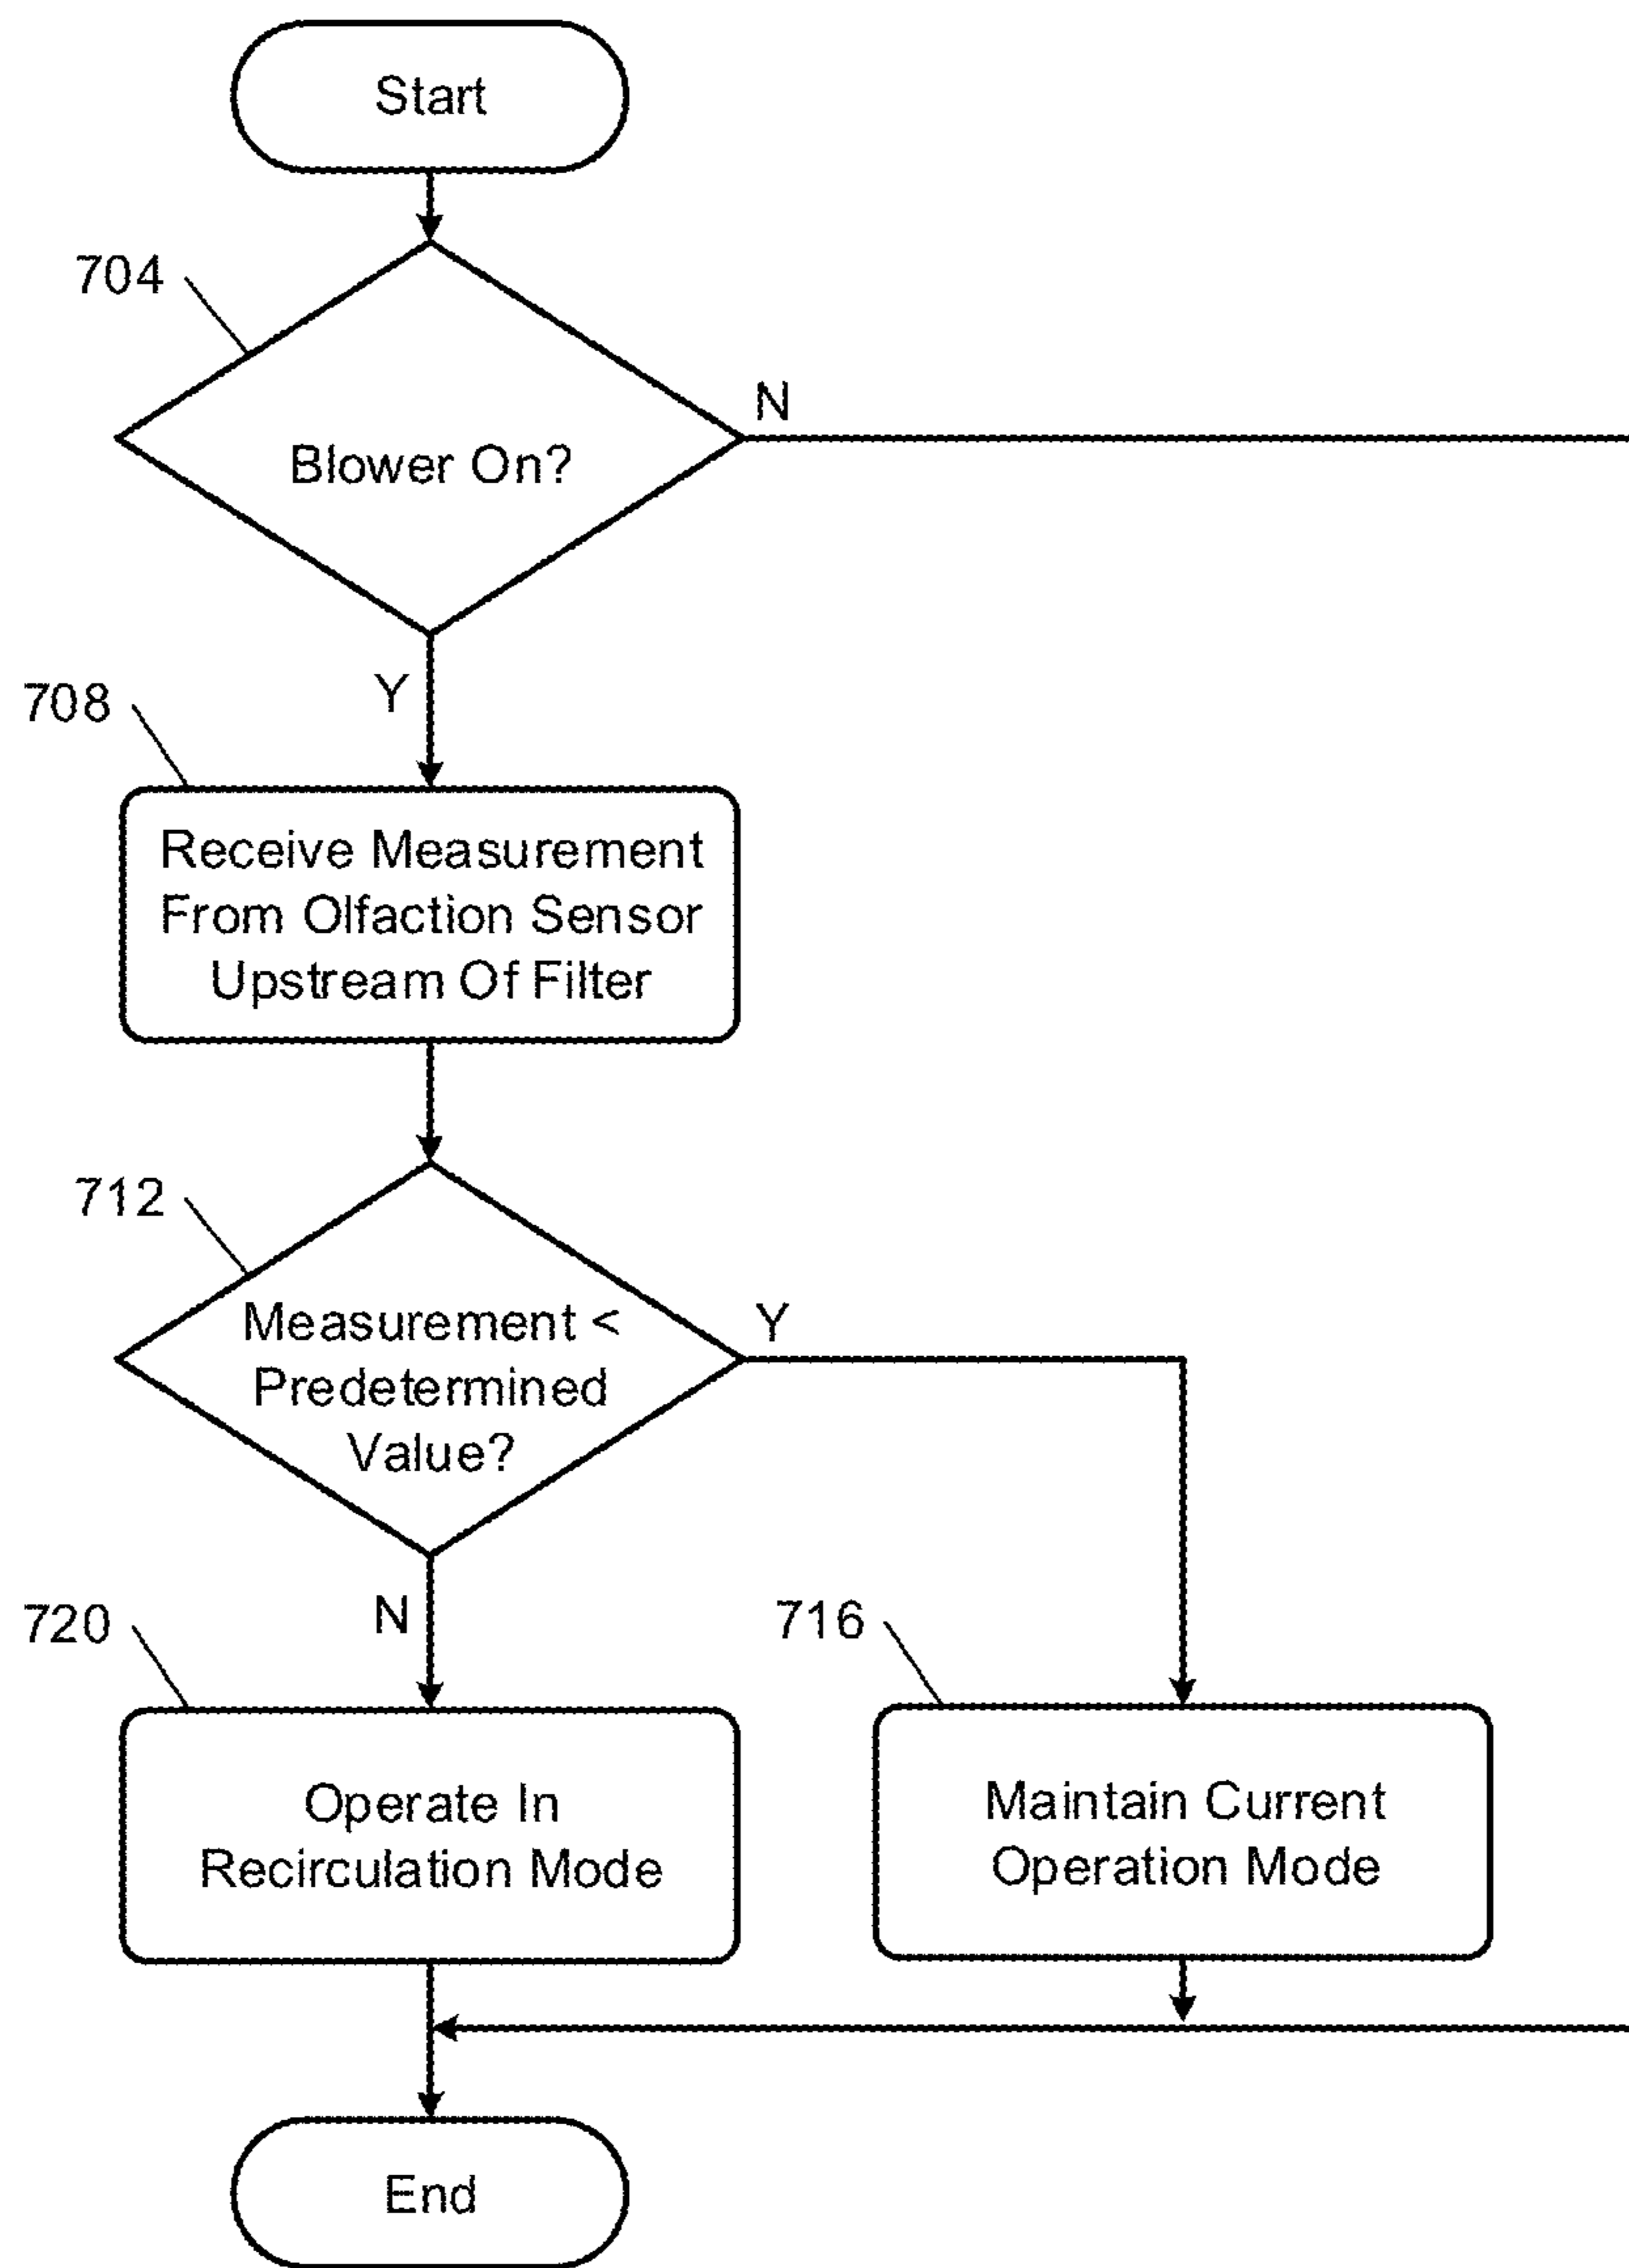 Start
704
N
Blower On?
Y
708
Receive Measurement
From Olfaction Sensor
Upstream Of Filter
712
Measurement <
Predetermined
Value?
Y
N
720
716
Operate In
Recirculation Mode
Maintain Current
Operation Mode
End